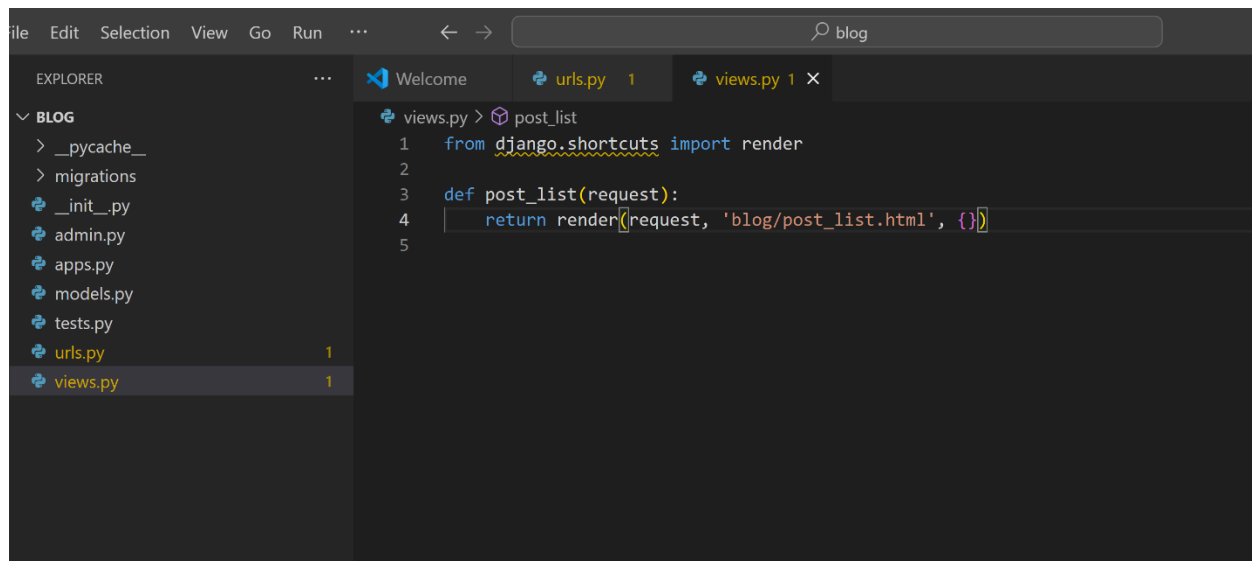 File Edit Selection View Go Run ···
blog
EXPLORER ···
Welcome urls.py 1 views.py 1
BLOG
__pycache__
migrations
__init__.py
admin.py
apps.py
models.py
tests.py
urls.py 1
views.py 1
views.py > post_list
1 from django.shortcuts import render
2
3 def post_list(request):
4     return render(request, 'blog/post_list.html', {})
5